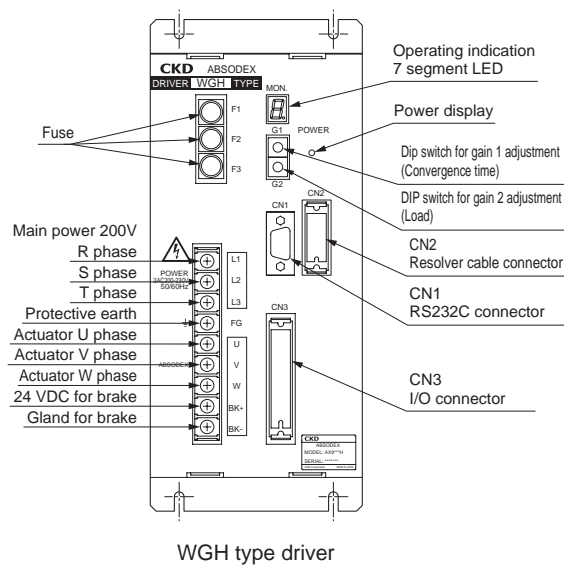 CKD ABSODEX
DRIVER WGH TYPE
MON.
F1
F2
F3
G1
POWER
G2
CN2
CN1
POWER
3AC200-230V
50/60Hz
L1
L2
L3
FG
ABSODEX
U
V
W
BK+
BK-
CN3
CKD
ABSODEX
MODEL: AX9***H
SERIAL: *******
Fuse
Main power 200V
R phase
S phase
T phase
Protective earth
Actuator U phase
Actuator V phase
Actuator W phase
24 VDC for brake
Gland for brake
Operating indication
7 segment LED
Power display
Dip switch for gain 1 adjustment
(Convergence time)
DIP switch for gain 2 adjustment
(Load)
CN2
Resolver cable connector
CN1
RS232C connector
CN3
I/O connector
WGH type driver